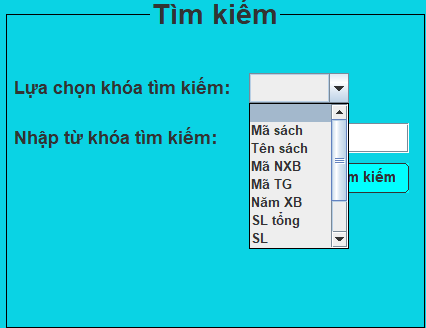 Tìm kiếm
Lựa chọn khóa tìm kiếm:
Nhập từ khóa tìm kiếm:
Mã sách
Tên sách
Mã NXB
Mã TG
Năm XB
SL tổng
SL
kiếm